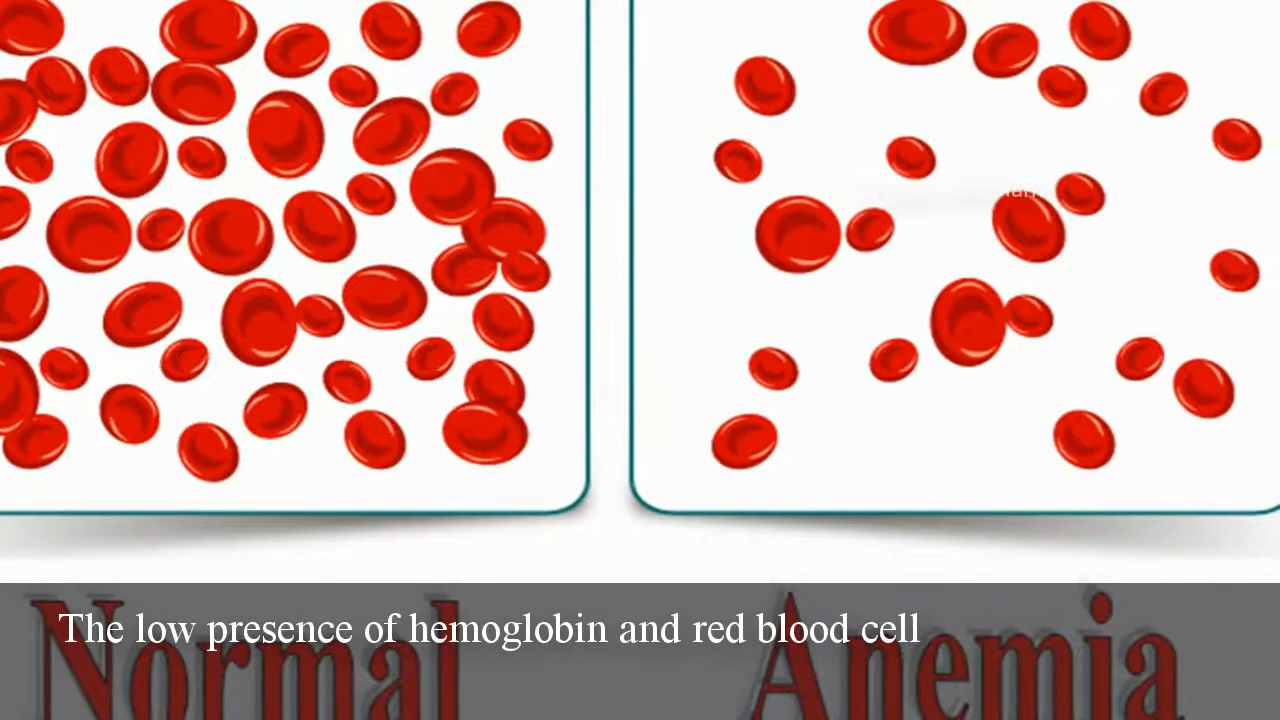 The low presence of hemoglobin and red blood cell
Normal Anemia